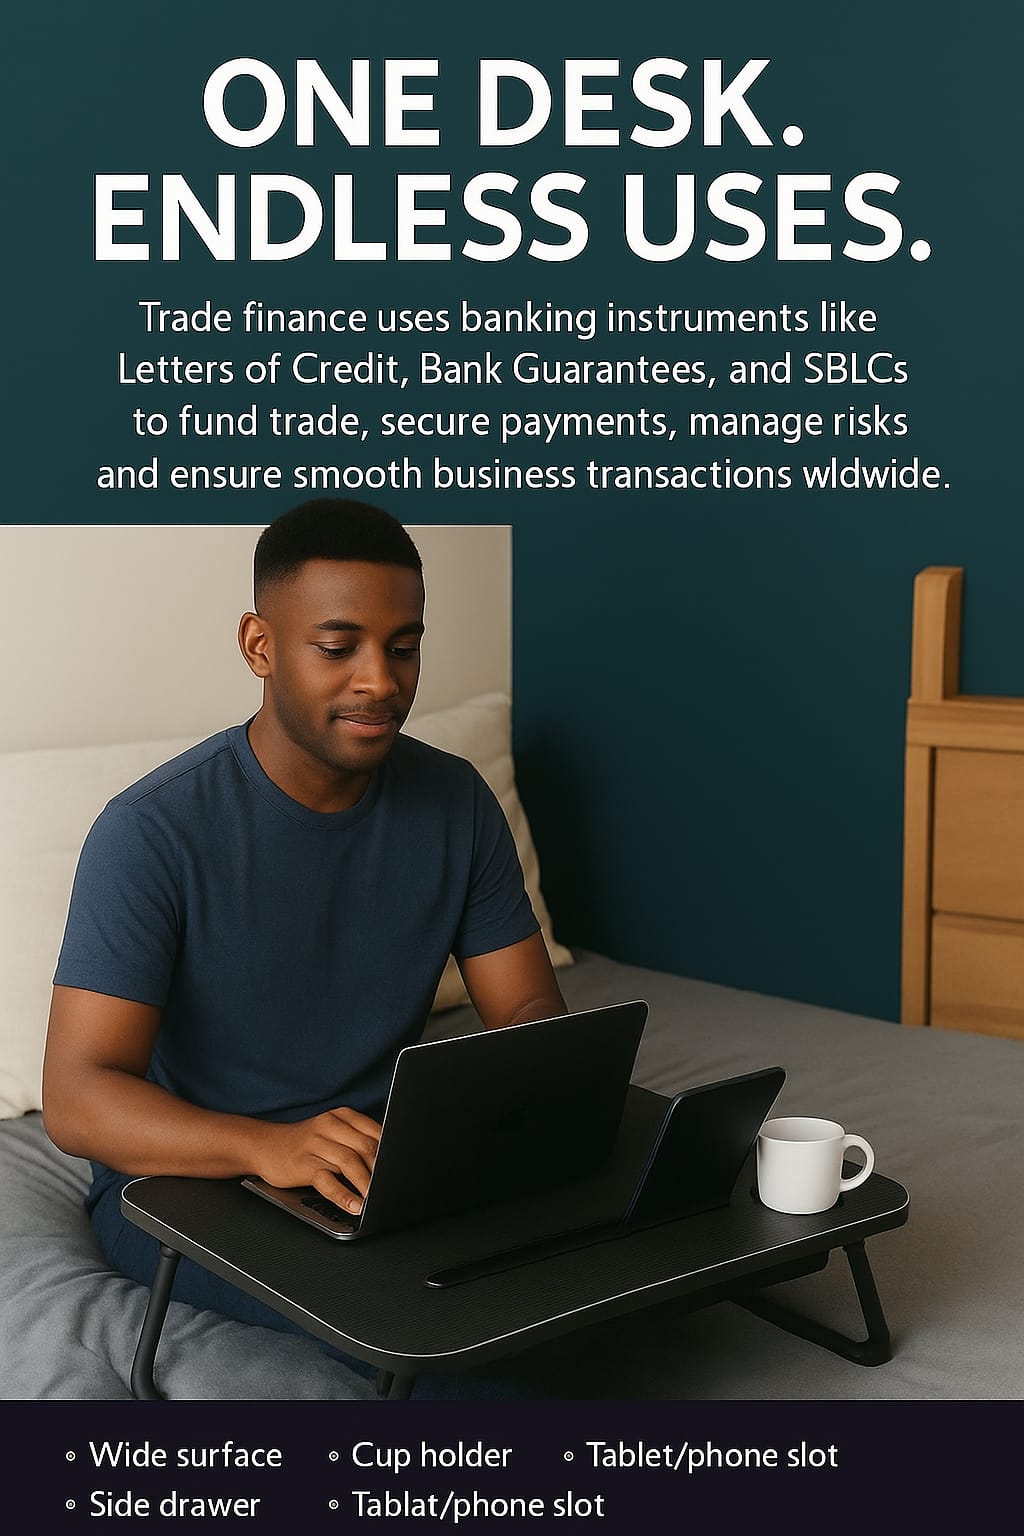 ONE DESK.
ENDLESS USES.
Trade finance uses banking instruments like
Letters of Credit, Bank Guarantees, and SBLCs
to fund trade, secure payments, manage risks
and ensure smooth business transactions wldwide.
Wide surface
Cup holder
Tablet/phone slot
Side drawer
Tablat/phone slot